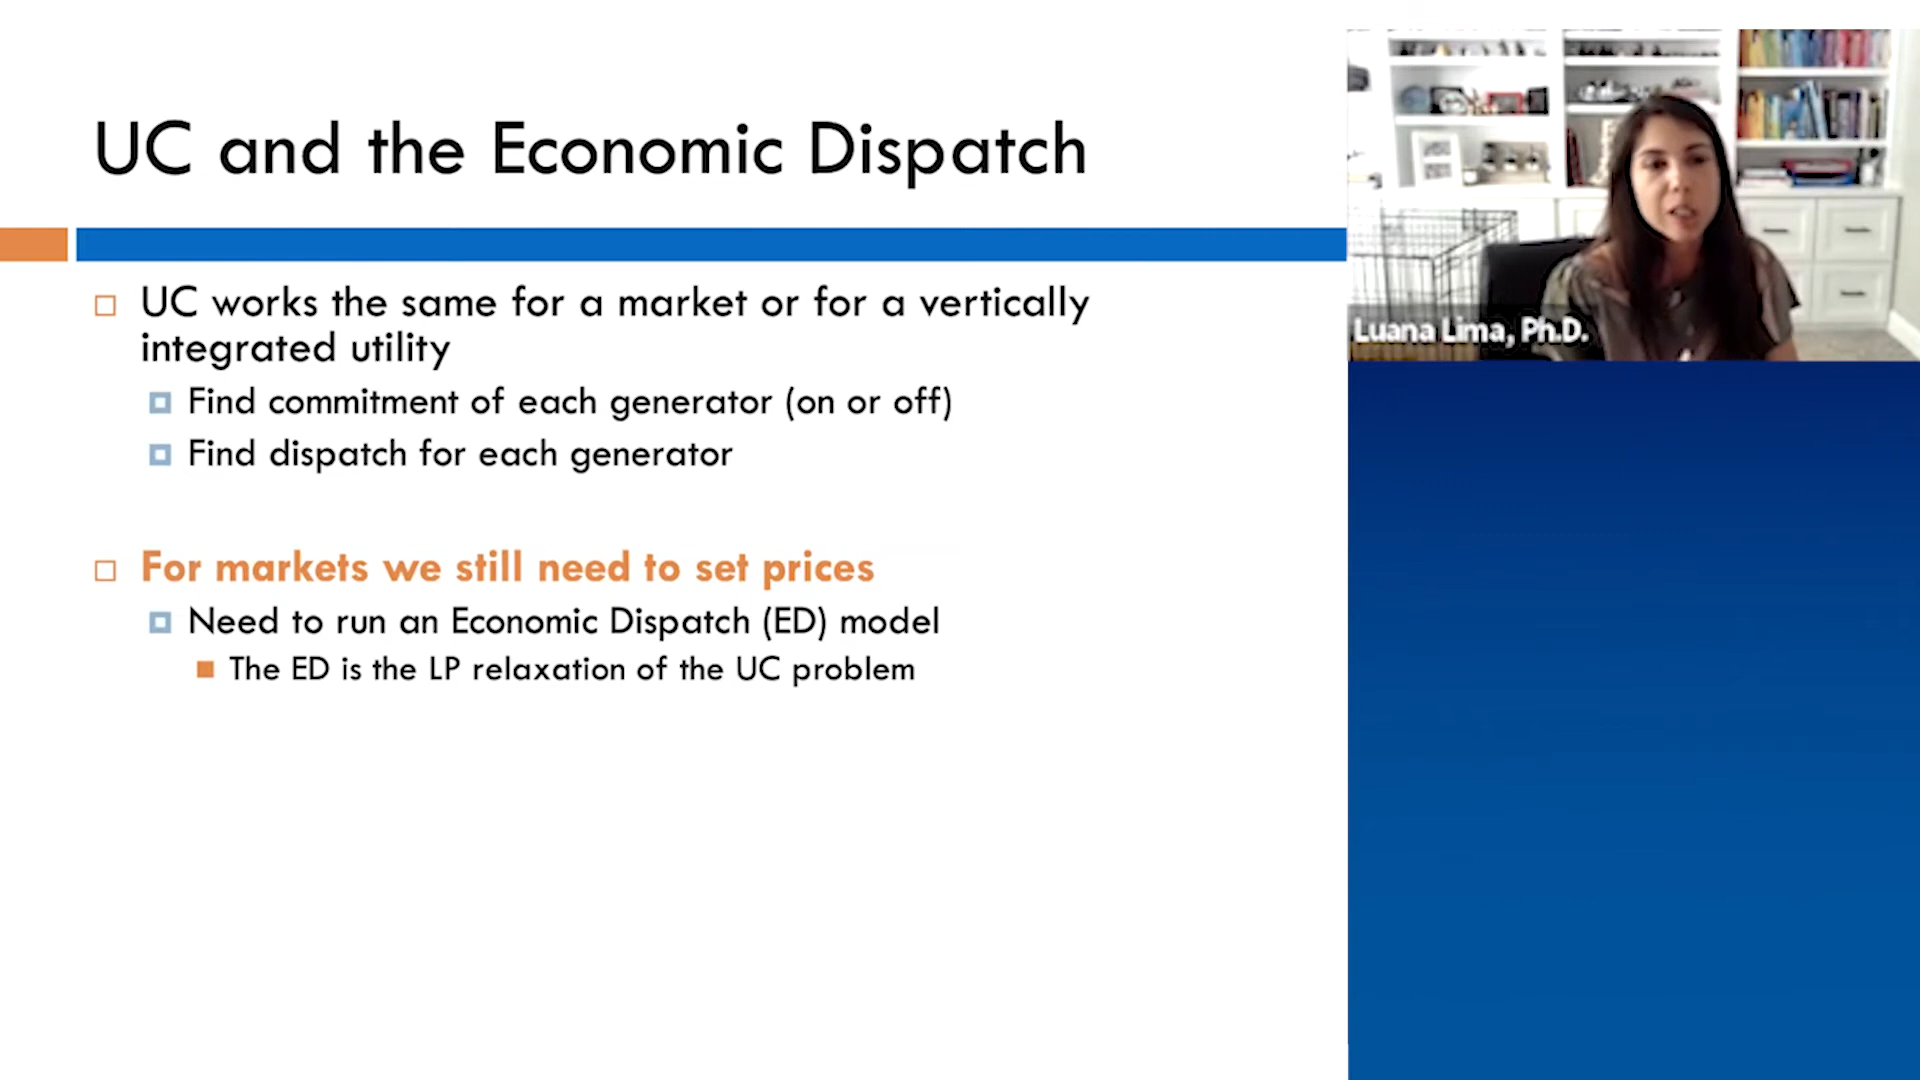 UC and the Economic Dispatch
UC works the same for a market or for a vertically
integrated utility
Find commitment of each generator (on or off)
Find dispatch for each generator
For markets we still need to set prices
Need to run an Economic Dispatch (ED) model
The ED is the LP relaxation of the UC problem
Luana Lima, Ph.D.